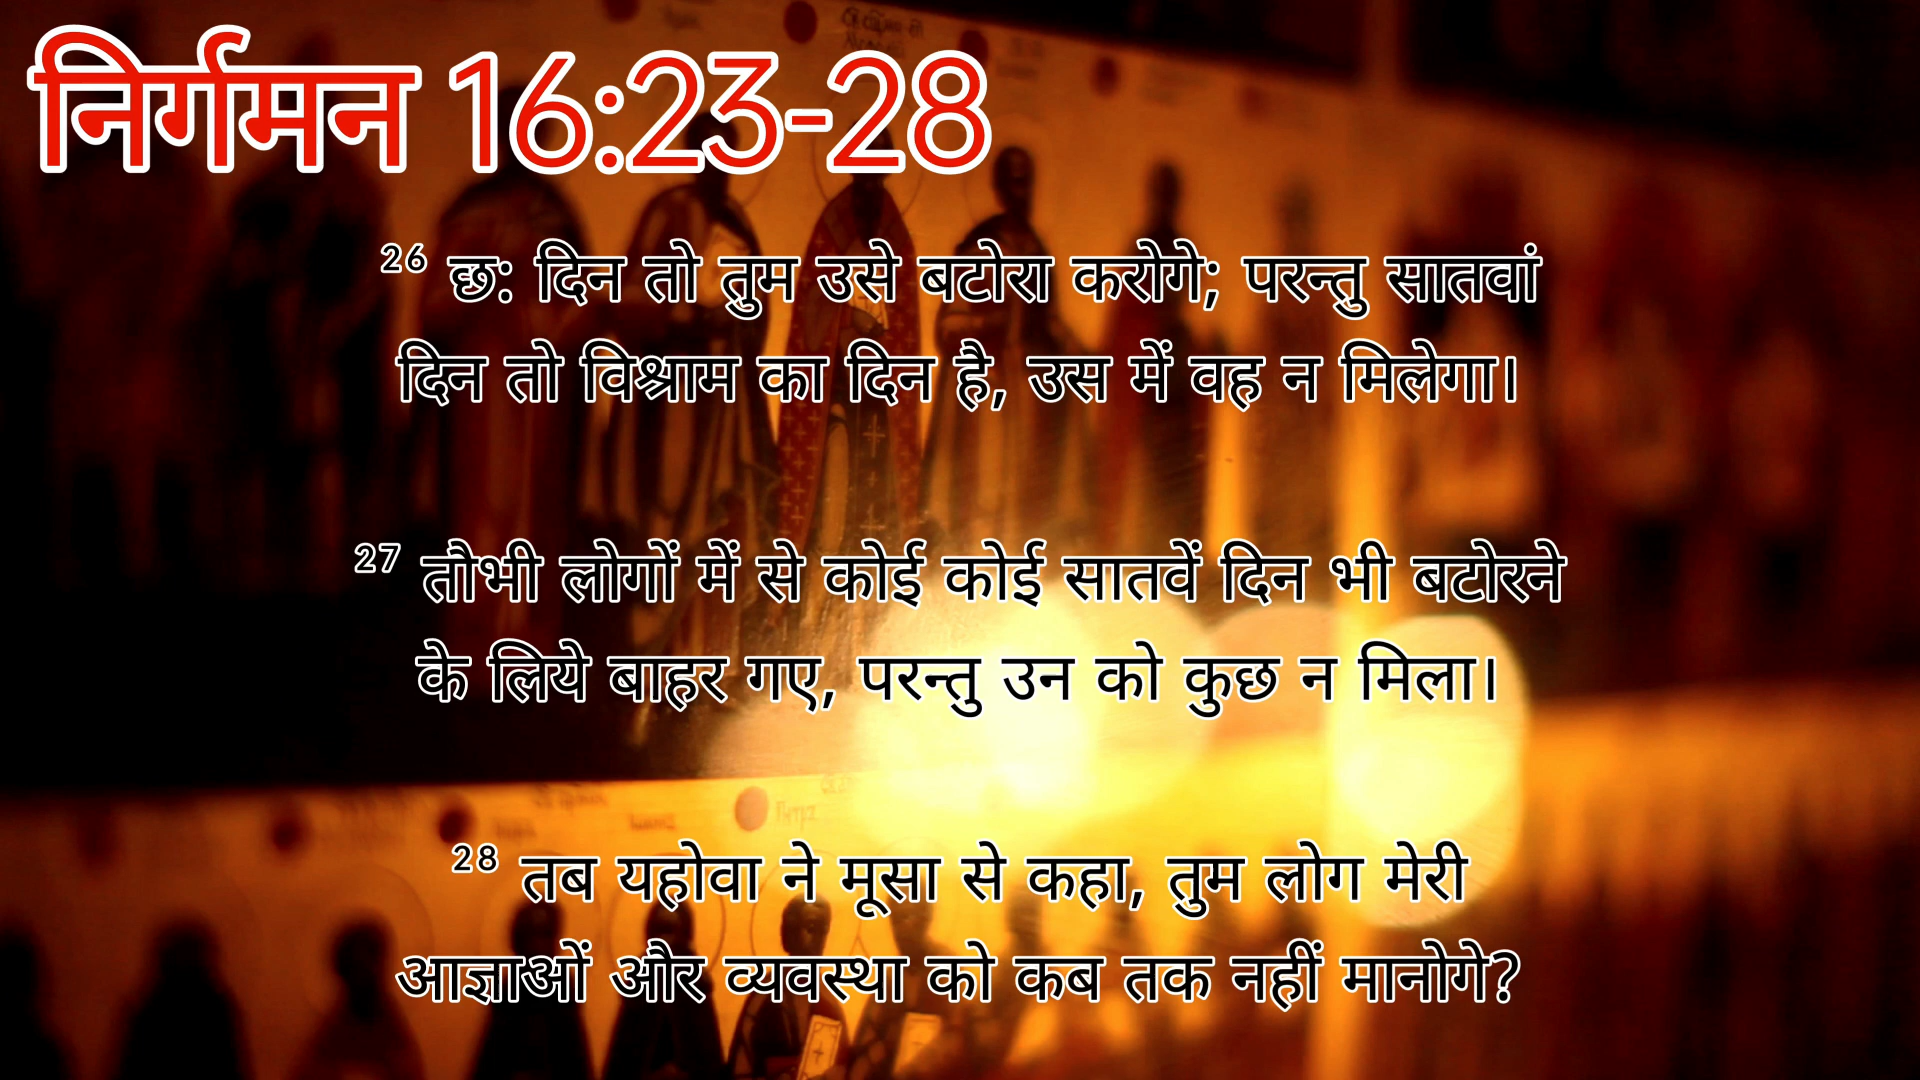 निर्गमन 16:23-28
26 छ: दिन तो तुम उसे बटोरा करोगे; परन्तु सातवां
दिन तो विश्राम का दिन है, उस में वह न मिलेगा।
27 तौभी लोगों में से कोई कोई सातवें दिन भी बटोरने
के लिये बाहर गए, परन्तु उन को कुछ न मिला।
28 तब यहोवा ने मूसा से कहा, तुम लोग मेरी
आज्ञाओं और व्यवस्था को कब तक नहीं मानोगे?